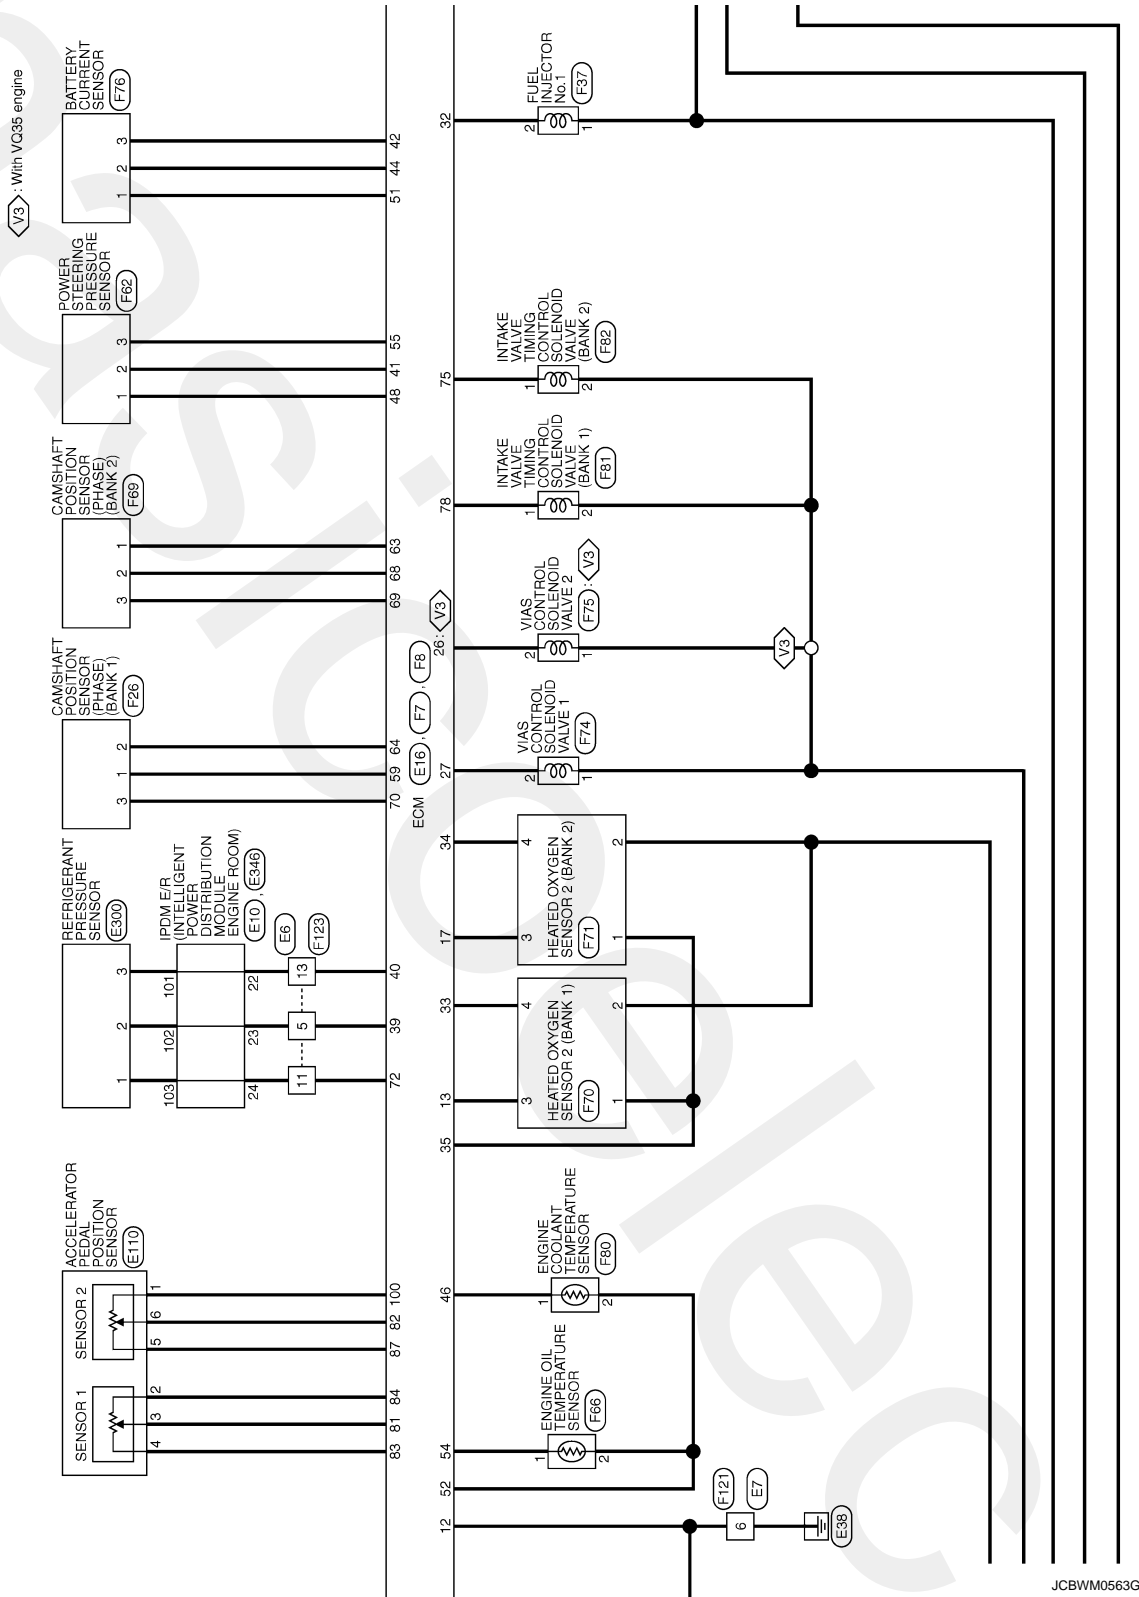 V3 : With VQ35 engine
BATTERY
CURRENT
SENSOR
F76
3
2
1
42
44
51
POWER
STEERING
PRESSURE
SENSOR
F62
3
2
1
55
41
48
CAMSHAFT
POSITION
SENSOR
(PHASE)
(BANK 2)
F69
1
2
3
63
68
69
CAMSHAFT
POSITION
SENSOR
(PHASE)
(BANK 1)
F26
2
1
3
64
59
70
REFRIGERANT
PRESSURE
SENSOR
E300
3
2
1
IPDM E/R
(INTELLIGENT
POWER
DISTRIBUTION
MODULE
ENGINE ROOM)
E10 , E346
101
102
103
22
23
24
E6
F123
13
5
11
40
39
72
ACCELERATOR
PEDAL
POSITION
SENSOR
E110
SENSOR 2
1
6
5
SENSOR 1
2
3
4
100
82
87
84
81
83
ECM E16 , F7 , F8
32
FUEL
INJECTOR
No.1
F37
2
1
75
INTAKE
VALVE
TIMING
CONTROL
SOLENOID
VALVE
(BANK 2)
F82
1
2
78
INTAKE
VALVE
TIMING
CONTROL
SOLENOID
VALVE
(BANK 1)
F81
1
2
26 : V3
VIAS
CONTROL
SOLENOID
VALVE 2
F75 : V3
2
1
V3
27
VIAS
CONTROL
SOLENOID
VALVE 1
F74
2
1
34
17
4
3
HEATED OXYGEN
SENSOR 2 (BANK 2)
F71
2
1
33
13
4
3
HEATED OXYGEN
SENSOR 2 (BANK 1)
F70
2
1
35
46
ENGINE
COOLANT
TEMPERATURE
SENSOR
F80
1
2
54
ENGINE OIL
TEMPERATURE
SENSOR
F66
1
2
52
12
F121
E7
6
E38
JCBWM0563G
asicoelec